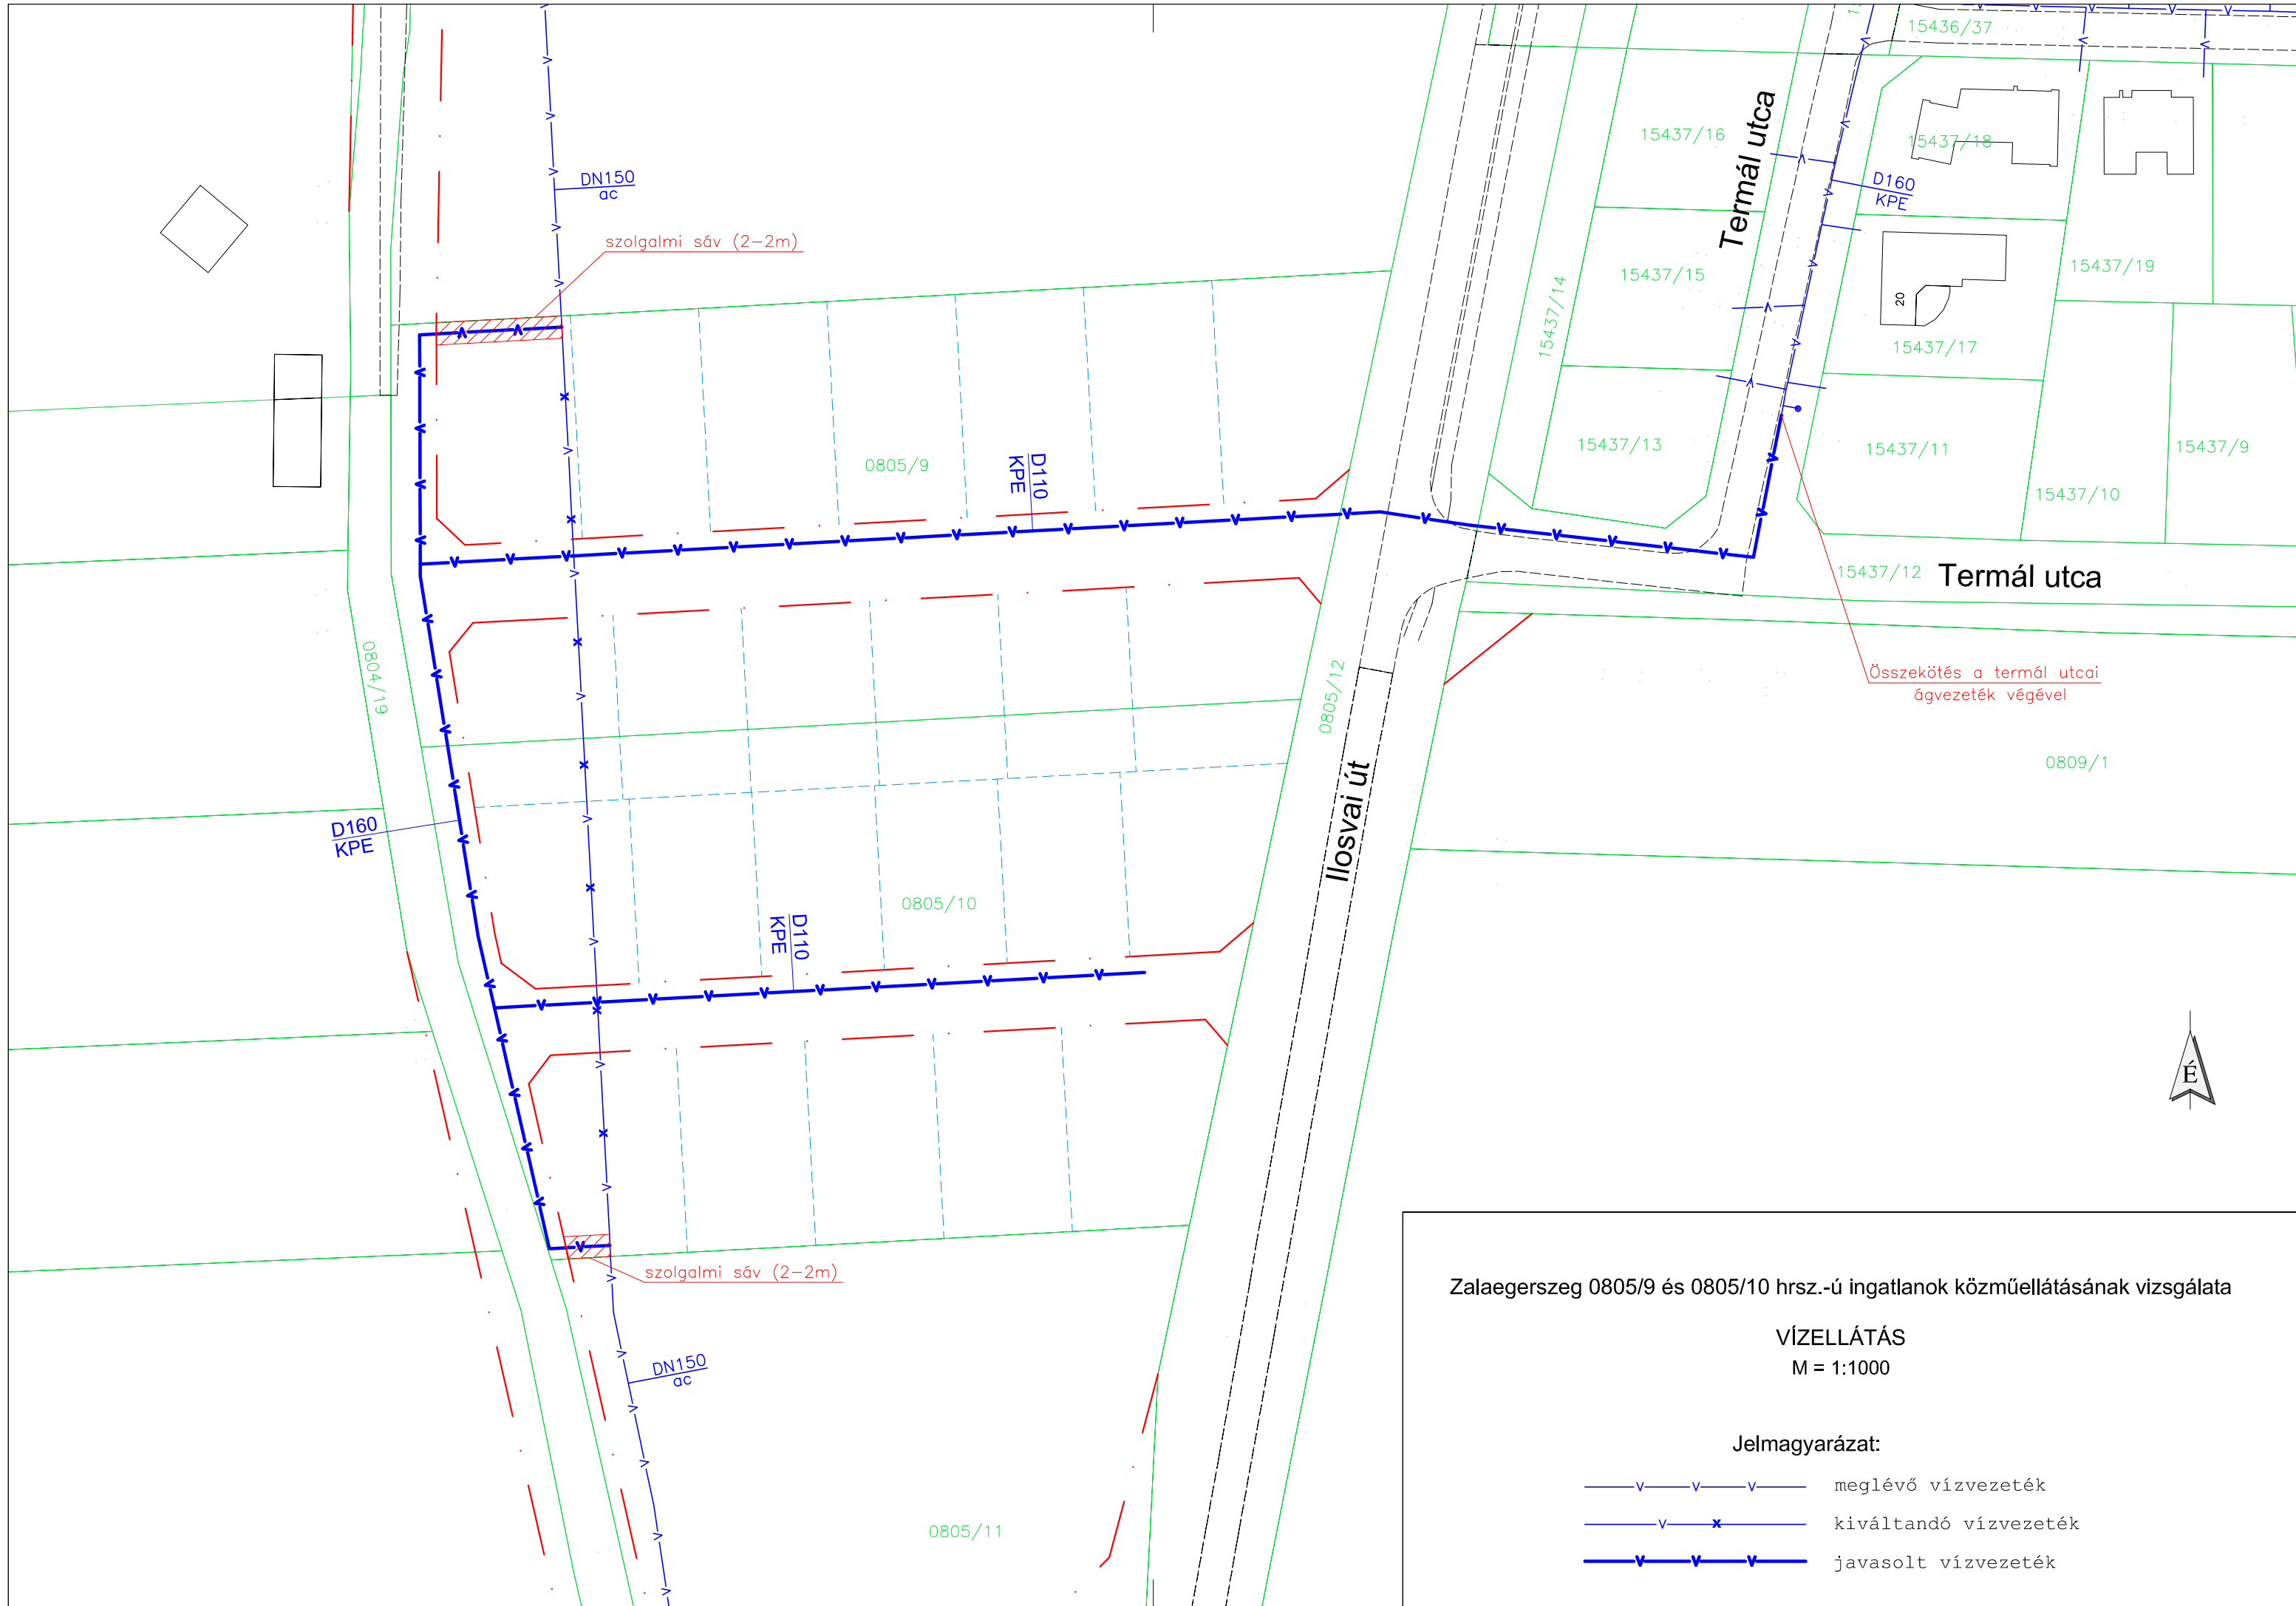 15436/37
15437/16
Termál utca
15437/18
DN150
ac
D160
KPE
szolgalmi sáv (2-2m)
15437/15
15437/19
15437/14
20
15437/17
0805/9
D110
KPE
15437/13
15437/11
15437/9
15437/10
15437/12
Termál utca
0804/19
0805/12
Összekötés a termál utcai
ágvezeték végével
0809/1
Ilosvai út
D160
KPE
0805/10
D110
KPE
É
szolgalmi sáv (2-2m)
DN150
ac
0805/11
Zalaegerszeg 0805/9 és 0805/10 hrsz.-ú ingatlanok közműellátásának vizsgálata
VÍZELLÁTÁS
M = 1:1000
Jelmagyarázat:
meglévő vízvezeték
kiváltandó vízvezeték
javasolt vízvezeték